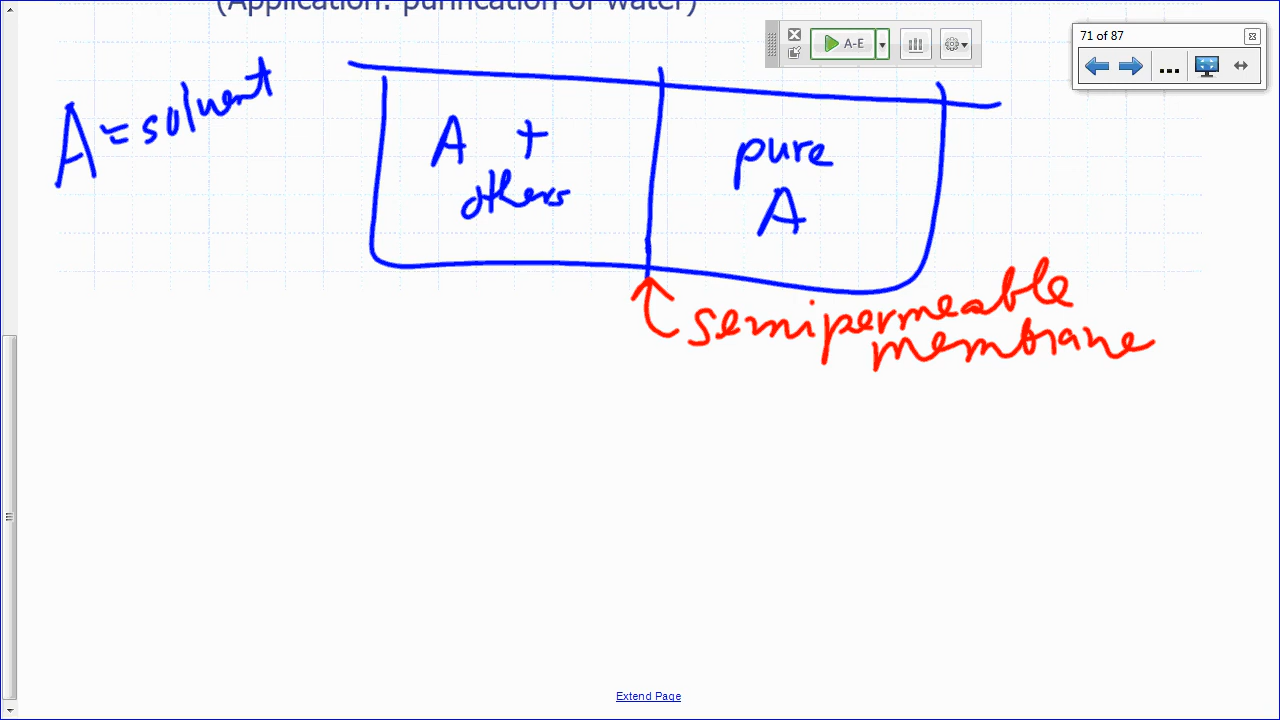 (Application: purification of water)
A-E
71 of 87
...
A = solvent
A +
others
pure
A
semipermeable
membrane
Extend Page